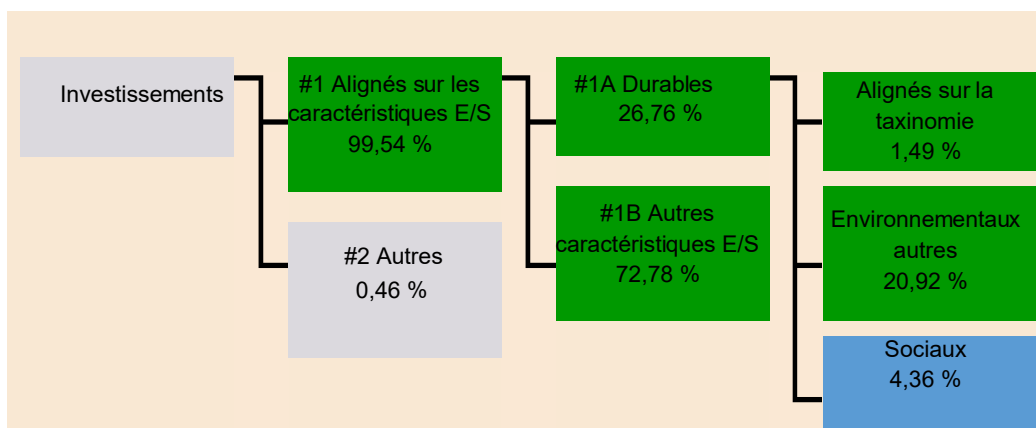 Investissements
#1 Alignés sur les
caractéristiques E/S
99,54 %
#2 Autres
0,46 %
#1A Durables
26,76 %
#1B Autres
caractéristiques E/S
72,78 %
Alignés sur la
taxinomie
1,49 %
Environnementaux
autres
20,92 %
Sociaux
4,36 %